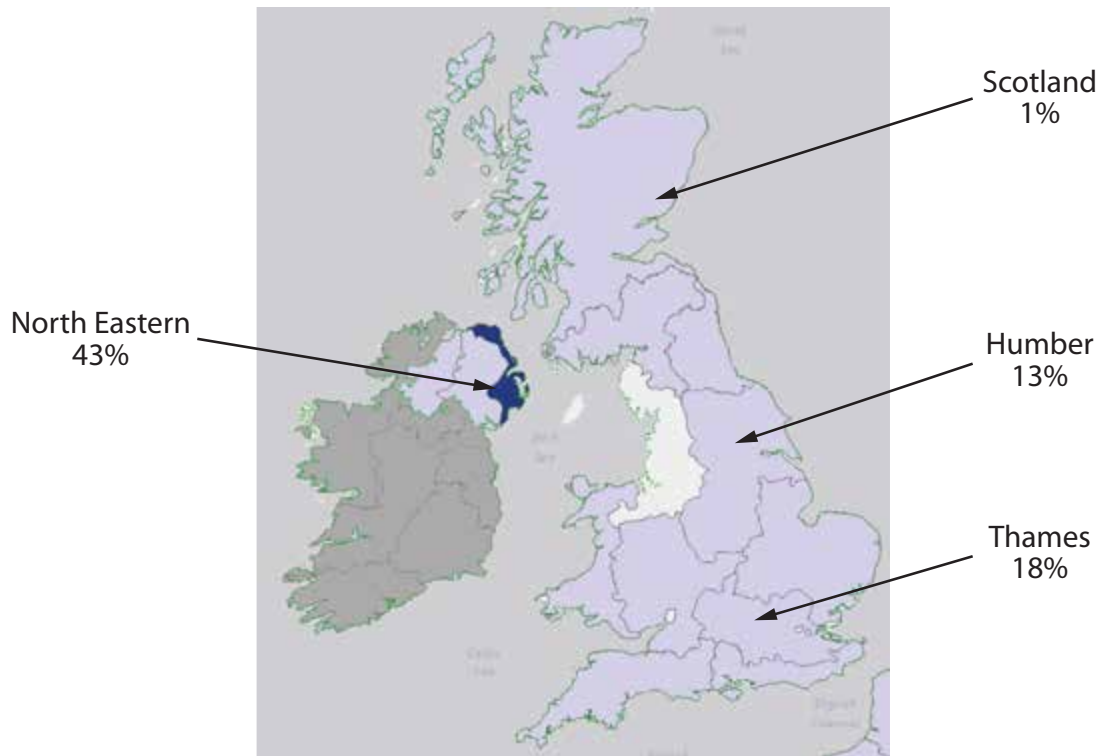 Scotland
1%
North Eastern
43%
Humber
13%
Thames
18%